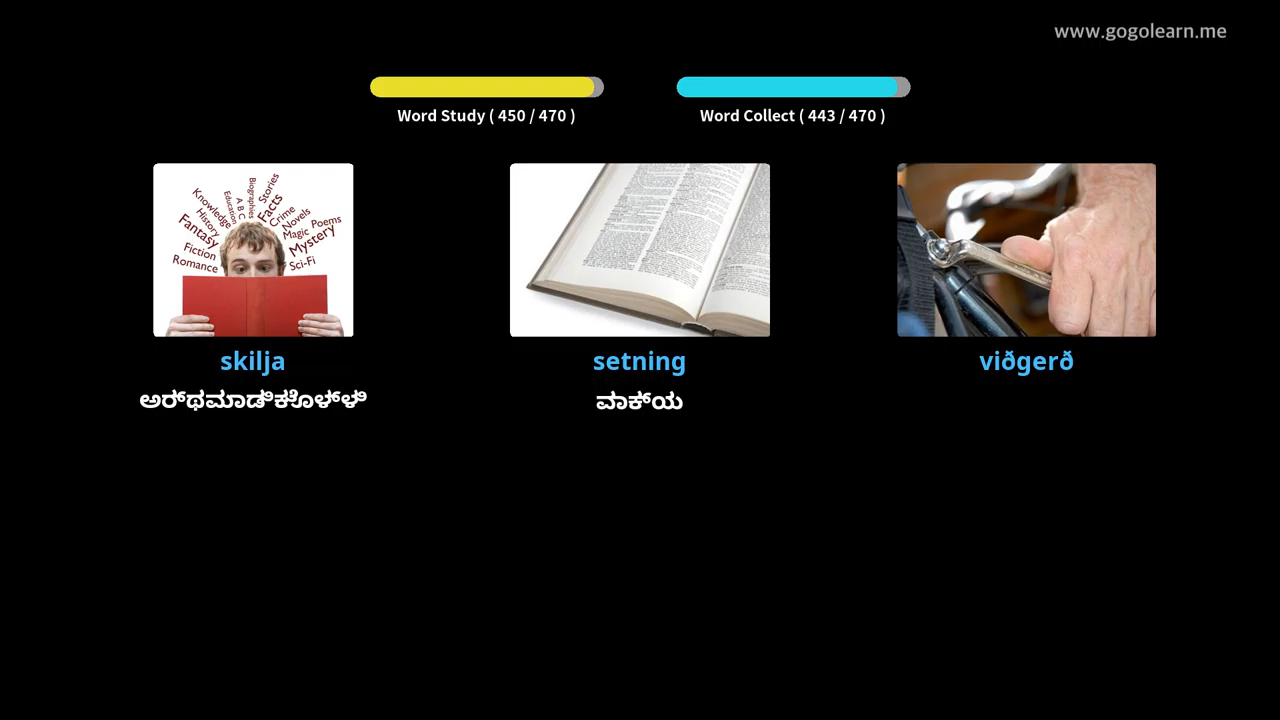 www.gogolearn.me
Word Study ( 450 / 470 )
Word Collect ( 443 / 470 )
Knowledge
History
Education
A B C
Biographies
Stories
Facts
Crime
Novels
Magic
Poems
Fantasy
Mystery
Fiction
Romance
Sci-Fi
skilja
setning
viðgerð
ಅರ್‌ಥಮಾಡಿಕೊಳ್‌ಳಿ
ವಾಕ್‌ಯ